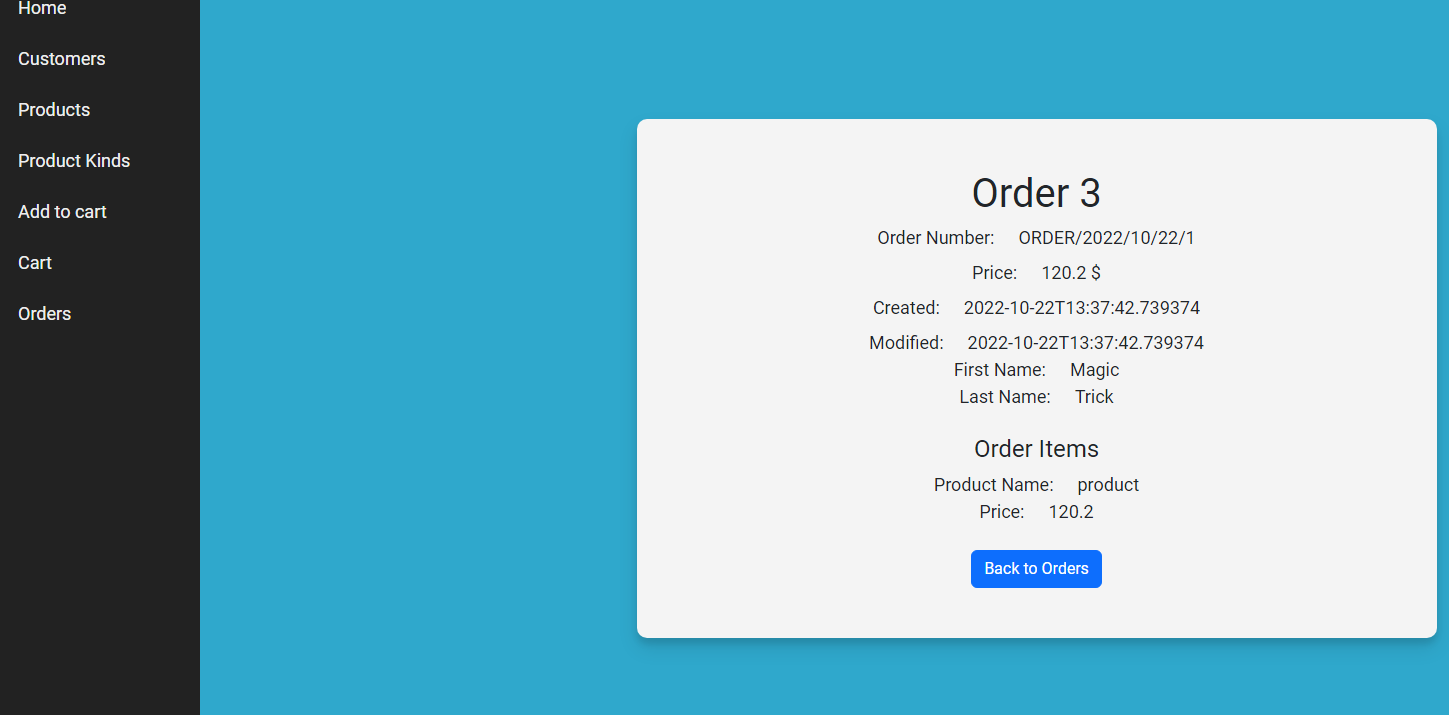 Home
Customers
Products
Product Kinds
Add to cart
Cart
Orders
Order 3
Order Number: ORDER/2022/10/22/1
Price: 120.2 $
Created: 2022-10-22T13:37:42.739374
Modified: 2022-10-22T13:37:42.739374
First Name: Magic
Last Name: Trick
Order Items
Product Name: product
Price: 120.2
Back to Orders